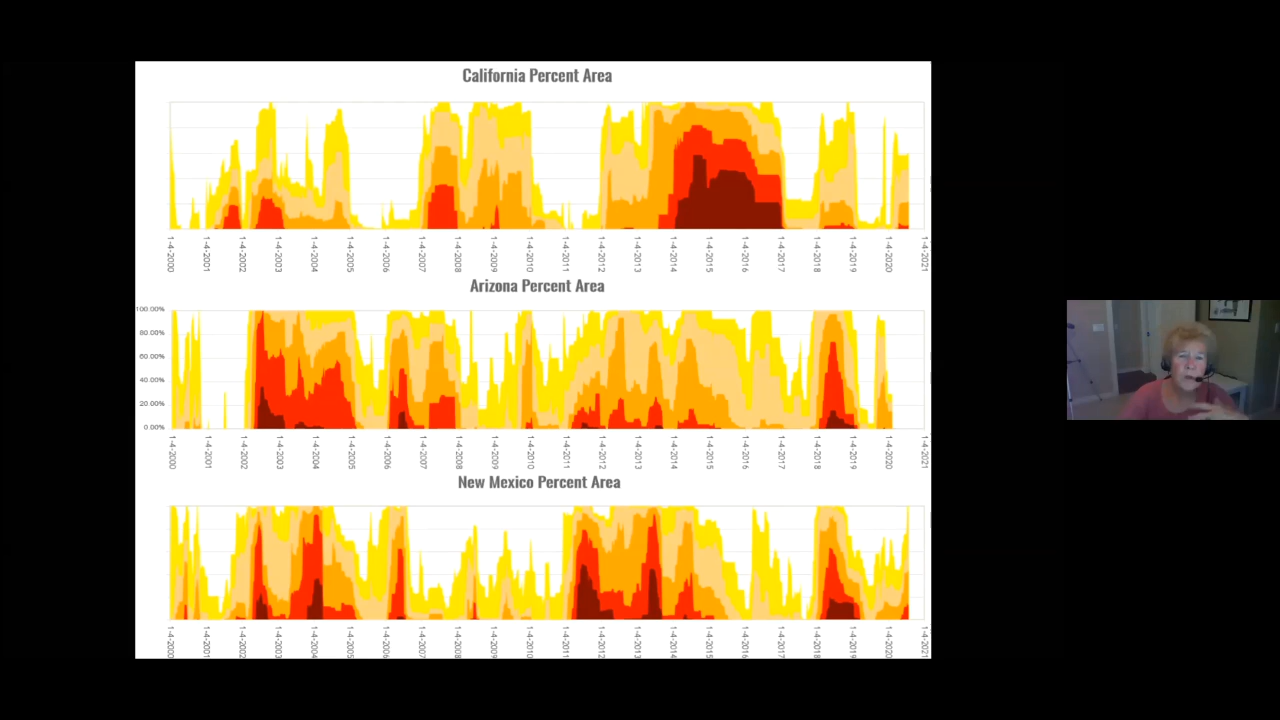 California Percent Area
1-4-2000 1-4-2001 1-4-2002 1-4-2003 1-4-2004 1-4-2005 1-4-2006 1-4-2007 1-4-2008 1-4-2009 1-4-2010 1-4-2011 1-4-2012 1-4-2013 1-4-2014 1-4-2015 1-4-2016 1-4-2017 1-4-2018 1-4-2019 1-4-2020 1-4-2021
Arizona Percent Area
100.00%
80.00%
60.00%
40.00%
20.00%
0.00%
1-4-2000 1-4-2001 1-4-2002 1-4-2003 1-4-2004 1-4-2005 1-4-2006 1-4-2007 1-4-2008 1-4-2009 1-4-2010 1-4-2011 1-4-2012 1-4-2013 1-4-2014 1-4-2015 1-4-2016 1-4-2017 1-4-2018 1-4-2019 1-4-2020 1-4-2021
New Mexico Percent Area
1-4-2000 1-4-2001 1-4-2002 1-4-2003 1-4-2004 1-4-2005 1-4-2006 1-4-2007 1-4-2008 1-4-2009 1-4-2010 1-4-2011 1-4-2012 1-4-2013 1-4-2014 1-4-2015 1-4-2016 1-4-2017 1-4-2018 1-4-2019 1-4-2020 1-4-2021